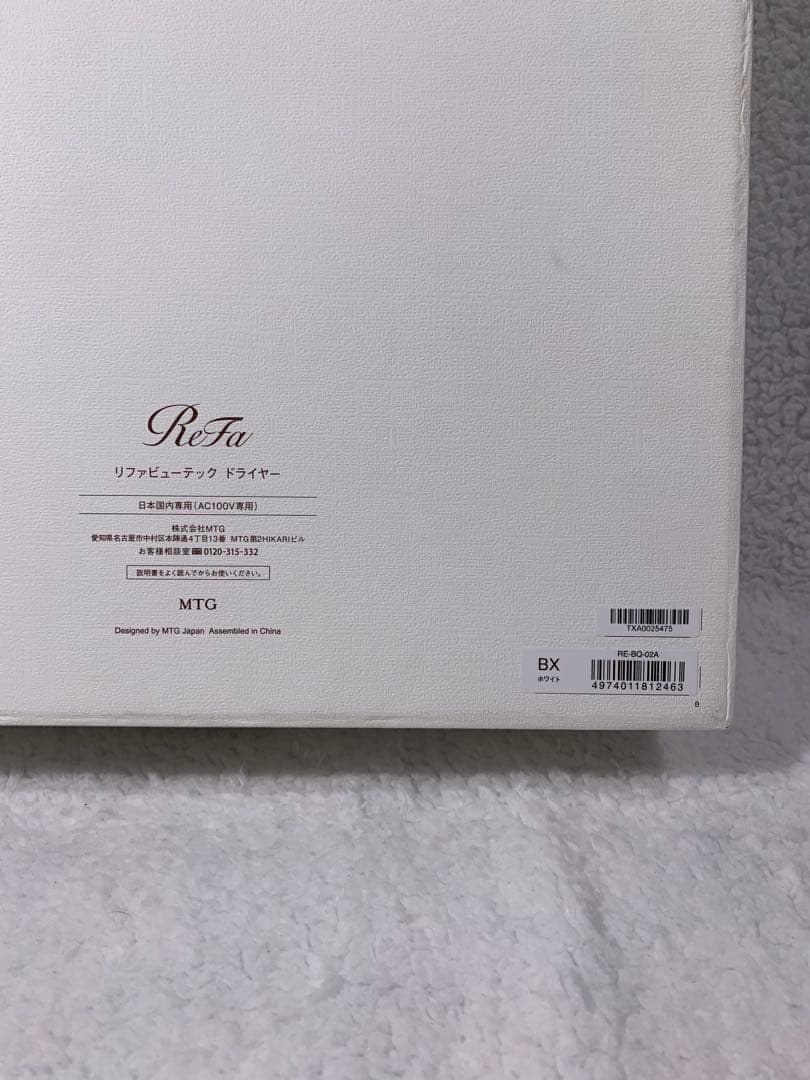 ReFa
リファビューテック ドライヤー
日本国内専用(AC100V専用)
株式会社MTG
愛知県名古屋市中村区本陣通4丁目13番 MTG第2HIKARIビル
お客様相談室 0120-315-332
説明書をよく読んでからお使いください。
MTG
Designed by MTG Japan Assembled in China
TXA0025475
RE-BQ-02A
BX
ホワイト
4974011812463
B